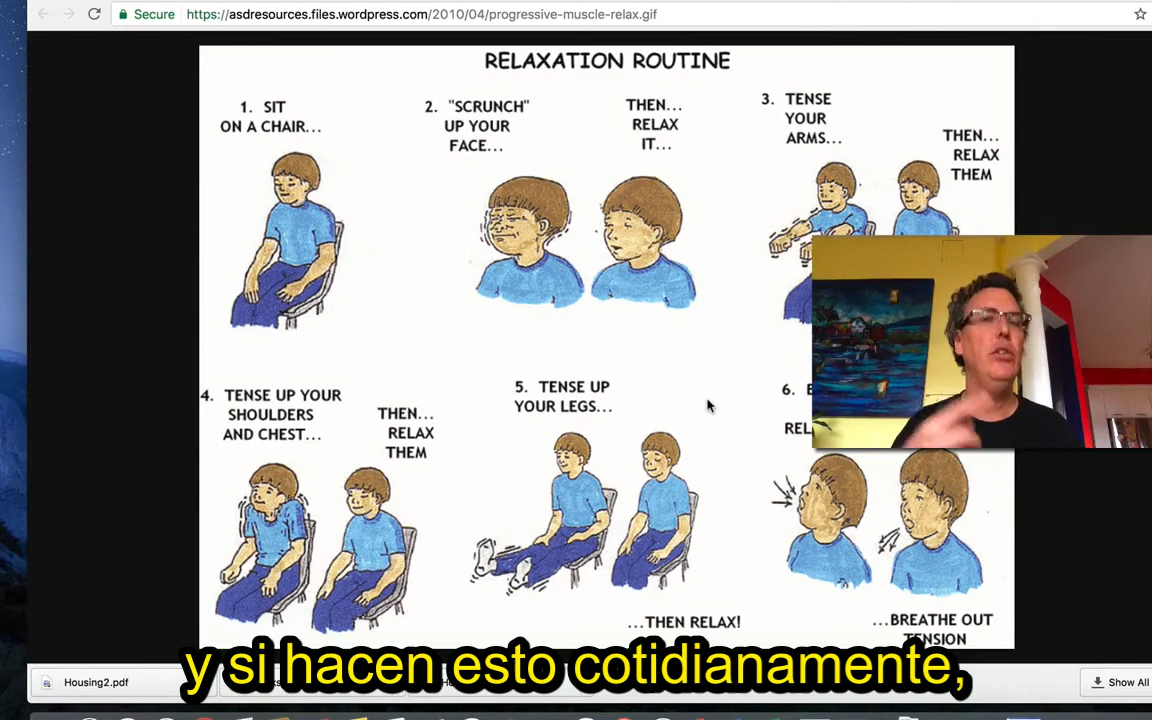 Secure
https://asdresources.files.wordpress.com/2010/04/progressive-muscle-relax.gif
RELAXATION ROUTINE
1. SIT
ON A CHAIR...
2. "SCRUNCH"
UP YOUR
FACE...
THEN...
RELAX
IT...
3. TENSE
YOUR
ARMS...
THEN...
RELAX
THEM
4. TENSE UP YOUR
SHOULDERS
AND CHEST...
THEN...
RELAX
THEM
5. TENSE UP
YOUR LEGS...
...THEN RELAX!
6.
...BREATHE OUT
TENSION
y si hacen esto cotidianamente,
Housing2.pdf
Show All